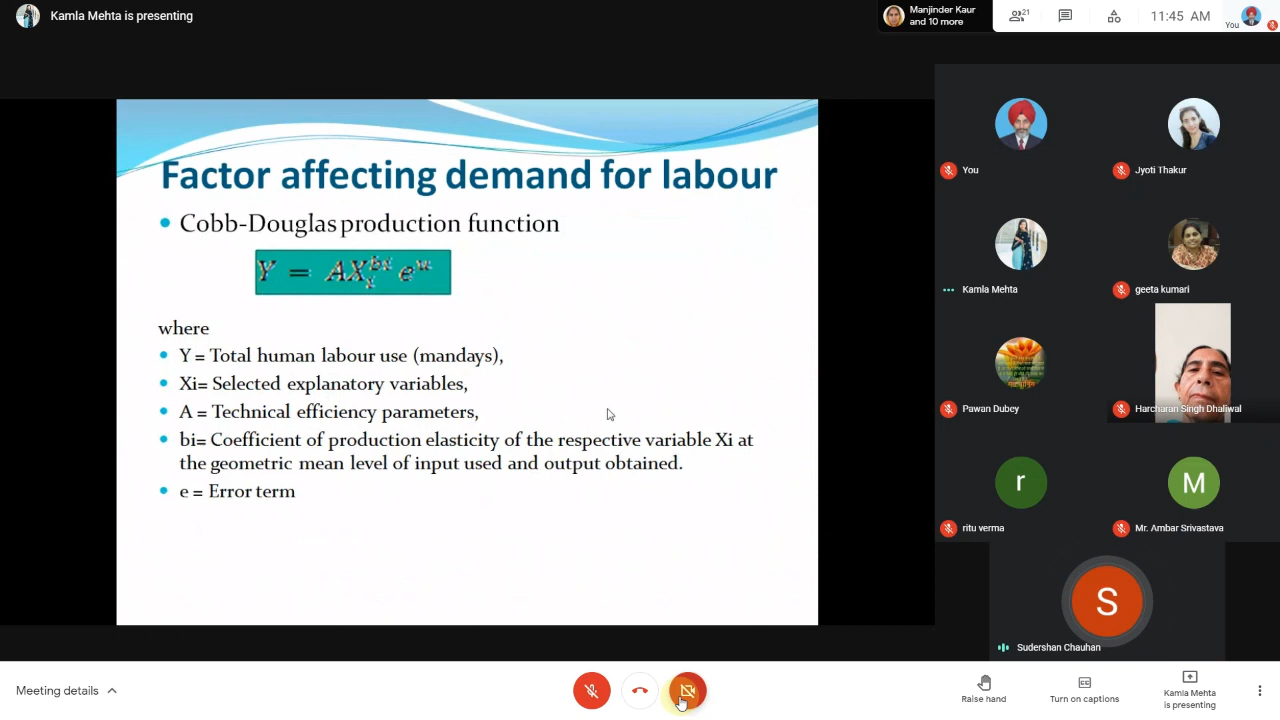 Kamla Mehta is presenting
Manjinder Kaur
and 10 more
21
11:45 AM
You
Factor affecting demand for labour
Cobb-Douglas production function
where
Y = Total human labour use (mandays),
Xi= Selected explanatory variables,
A = Technical efficiency parameters,
bi= Coefficient of production elasticity of the respective variable Xi at
the geometric mean level of input used and output obtained.
e = Error term
You
Jyoti Thakur
Kamla Mehta
geeta kumari
Pawan Dubey
Harcharan Singh Dhaliwal
r
ritu verma
M
Mr. Ambar Srivastava
S
Sudershan Chauhan
Meeting details
Raise hand
Turn on captions
Kamla Mehta
is presenting